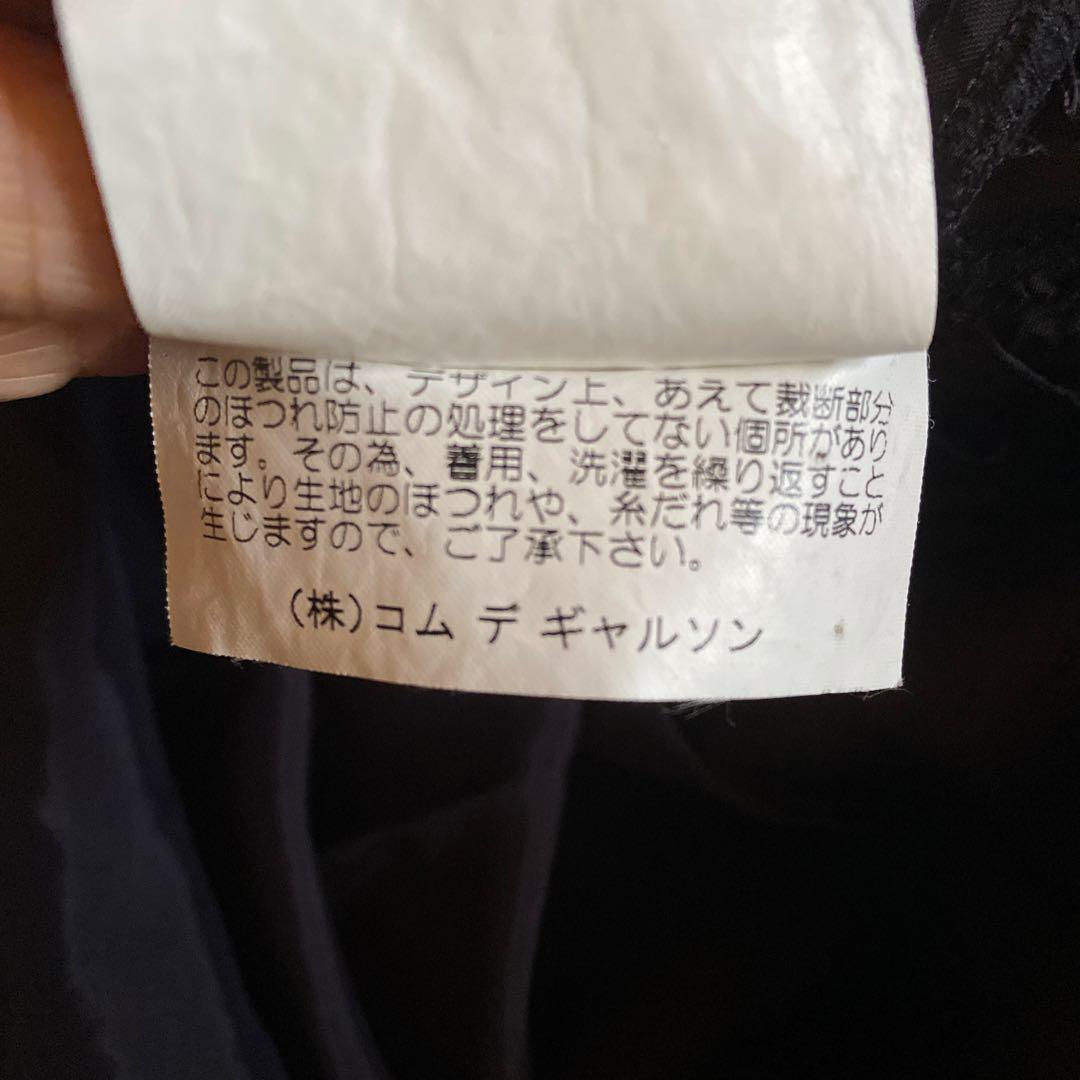 この製品は、デザイン上、あえて裁断部分
のほつれ防止の処理をしてない個所があり
ます。その為、着用、洗濯を繰り返すこと
により生地のほつれや、糸だれ等の現象が
生じますので、ご了承下さい。
(株)コム デ ギャルソン